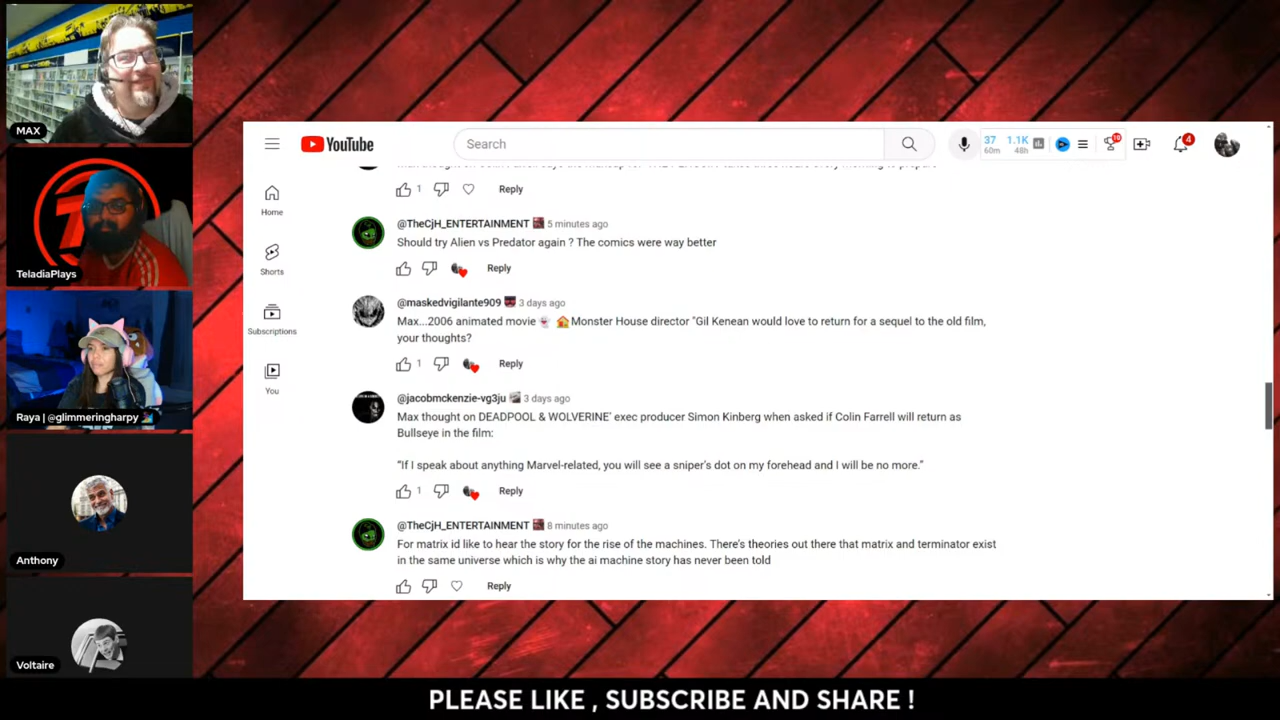 MAX
TeladiaPlays
Raya | @glimmeringharpy
Anthony
Voltaire
YouTube
Search
37
60m
1.1K
48h
10
4
Home
Shorts
Subscriptions
You
1 Reply
@TheCjH_ENTERTAINMENT 5 minutes ago
Should try Alien vs Predator again ? The comics were way better
Reply
@maskedvigilante909 3 days ago
Max...2006 animated movie 👻 🏠Monster House director "Gil Kenean would love to return for a sequel to the old film,
your thoughts?
1 Reply
@jacobmckenzie-vg3ju 3 days ago
Max thought on DEADPOOL & WOLVERINE' exec producer Simon Kinberg when asked if Colin Farrell will return as
Bullseye in the film:
“If I speak about anything Marvel-related, you will see a sniper's dot on my forehead and I will be no more.”
1 Reply
@TheCjH_ENTERTAINMENT 8 minutes ago
For matrix id like to hear the story for the rise of the machines. There's theories out there that matrix and terminator exist
in the same universe which is why the ai machine story has never been told
Reply
PLEASE LIKE , SUBSCRIBE AND SHARE !